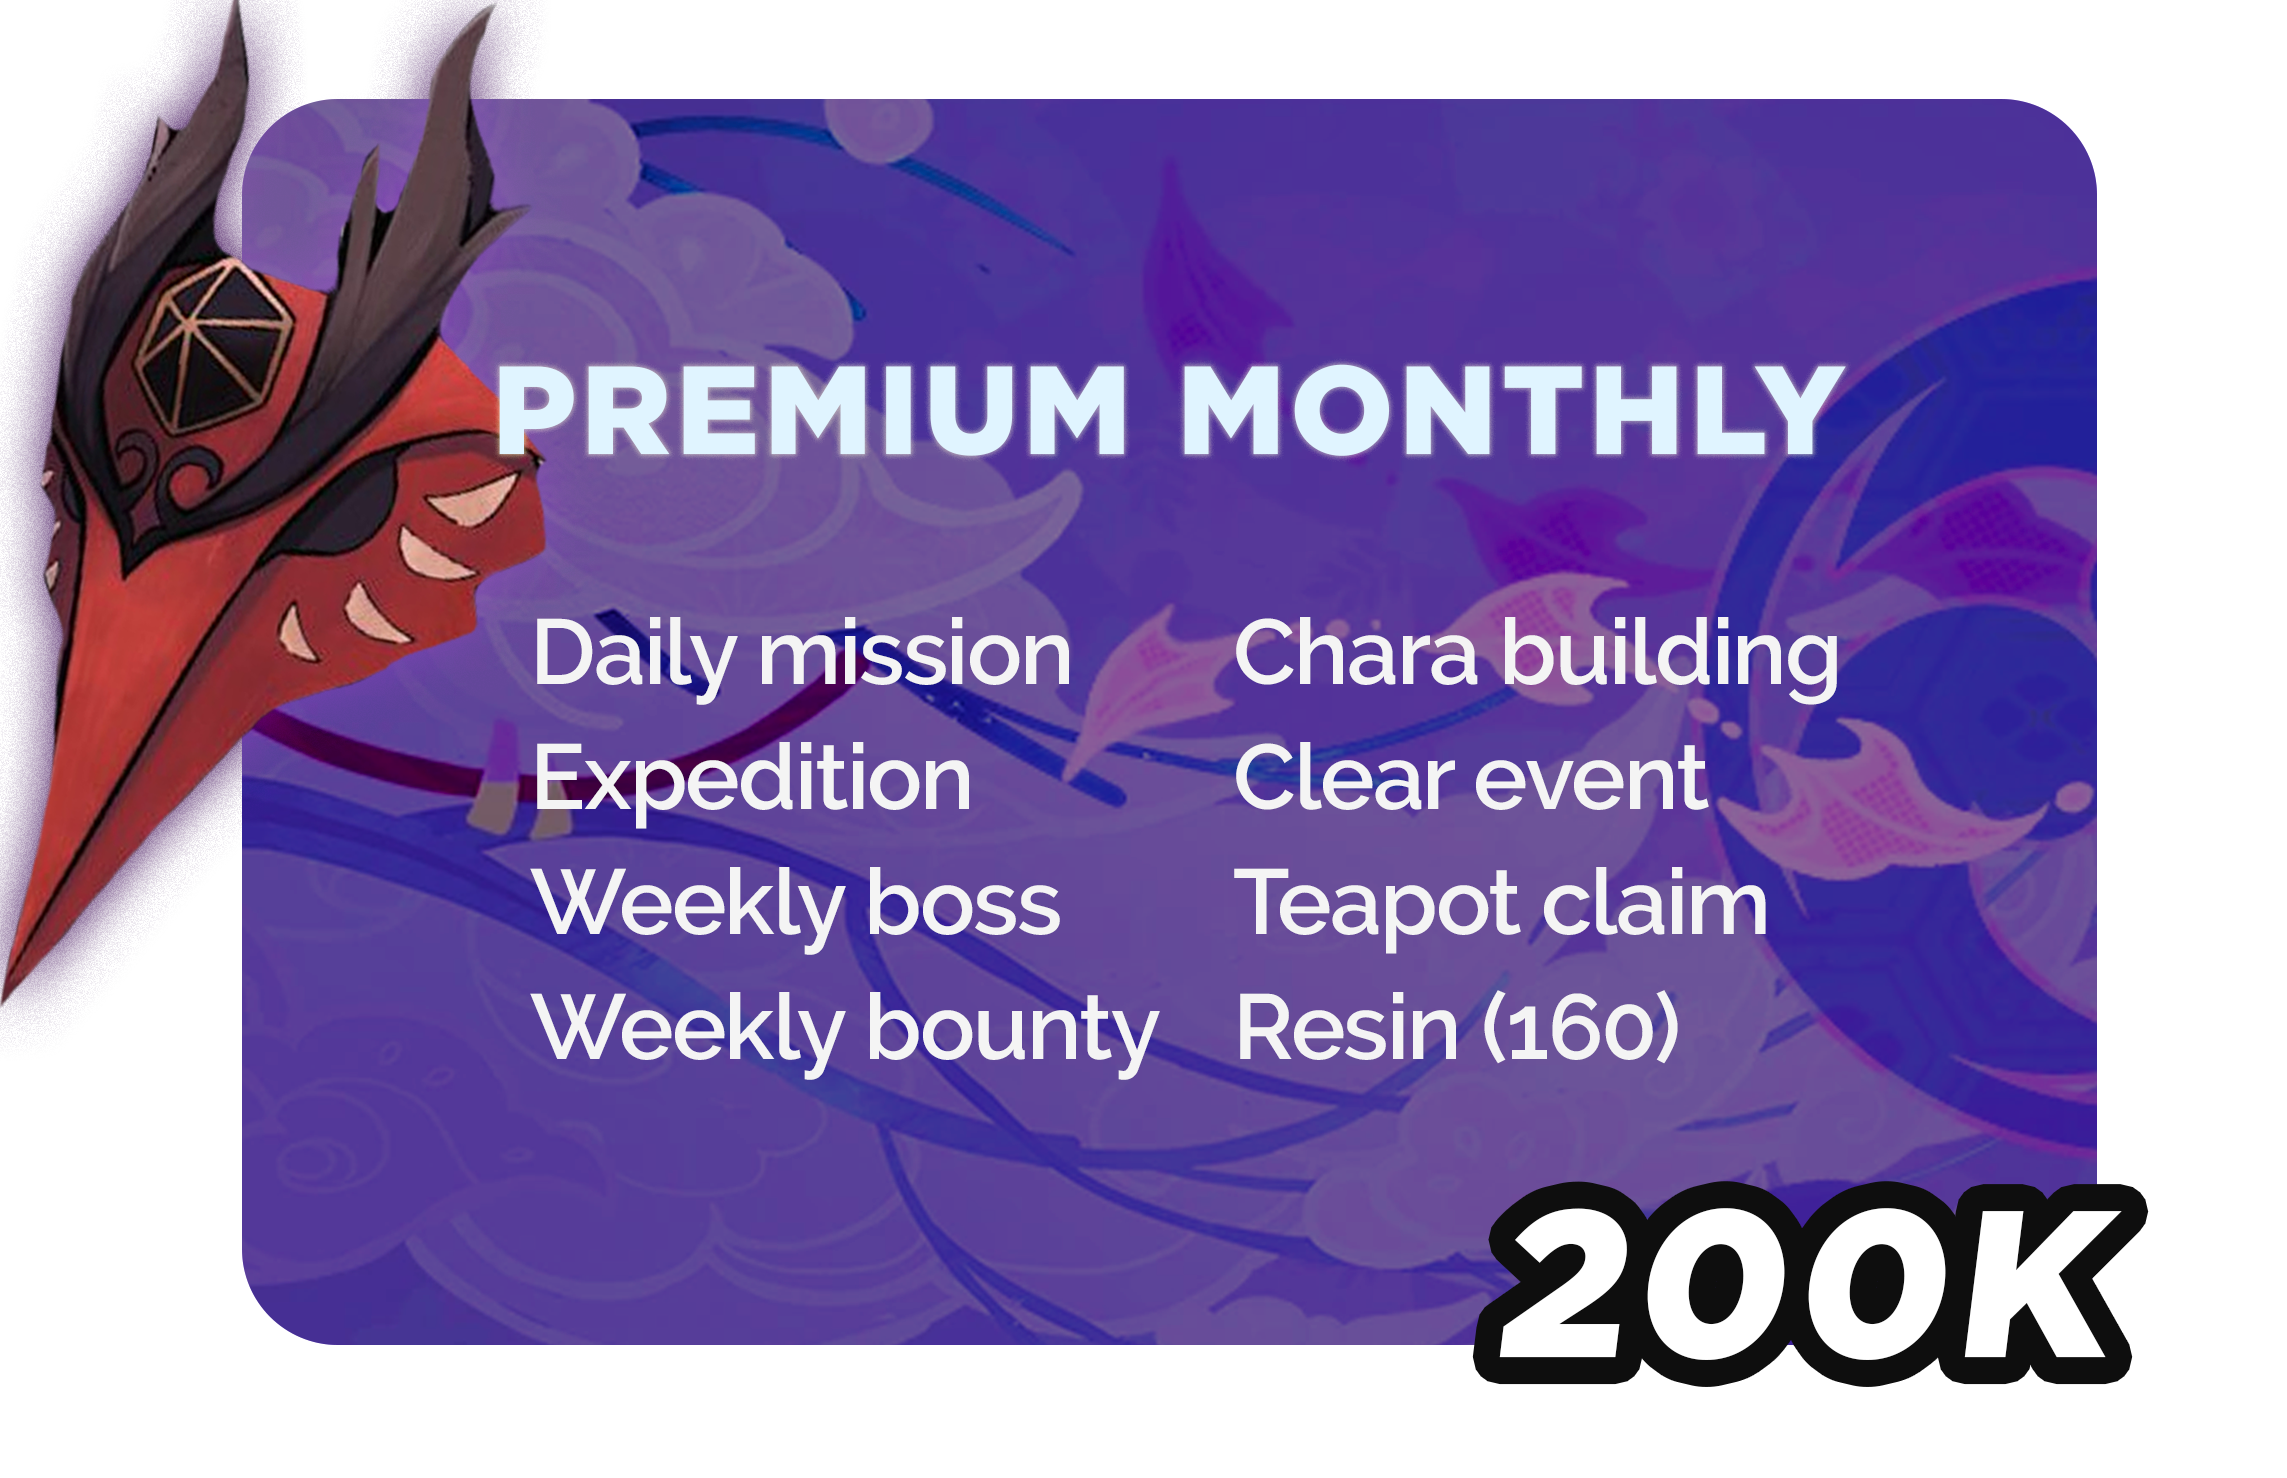 PREMIUM MONTHLY
Daily mission
Expedition
Weekly boss
Weekly bounty
Chara building
Clear event
Teapot claim
Resin (160)
200K